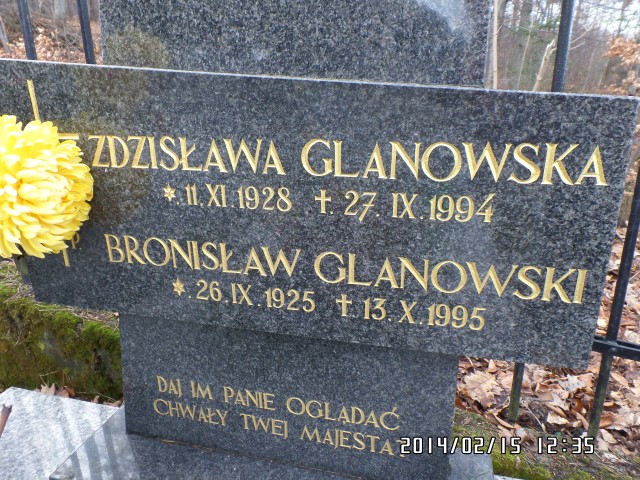 ZDZISŁAWA GLANOWSKA
*. 11. XI 1928 †. 27. IX. 1994
BRONISŁAW GLANOWSKI
*. 26. IX. 1925 † 13. X. 1995
DAJ IM PANIE OGLĄDAĆ
CHWAŁY TWEJ MAJESTA
2014/02/15 12:35